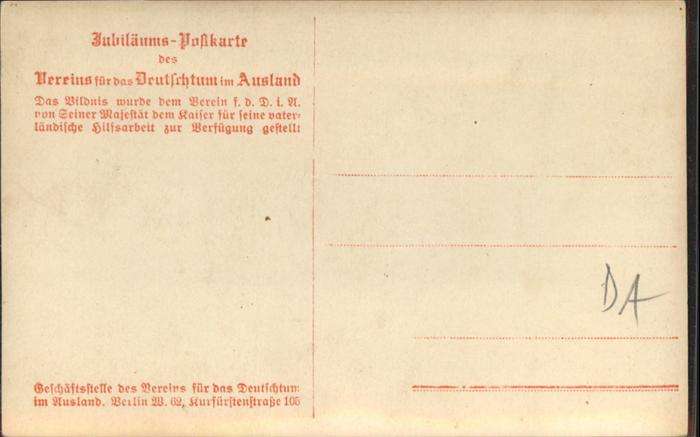 Jubiläums-Postkarte
des
Vereins für das Deutschtum im Ausland
Das Bildnis wurde dem Verein f. d. D. i. A.
von Seiner Majestät dem Kaiser für seine vater-
ländische Hilfsarbeit zur Verfügung gestellt
DA
Geschäftsstelle des Vereins für das Deutschtum
im Ausland. Berlin W. 62, Kurfürstenstraße 105